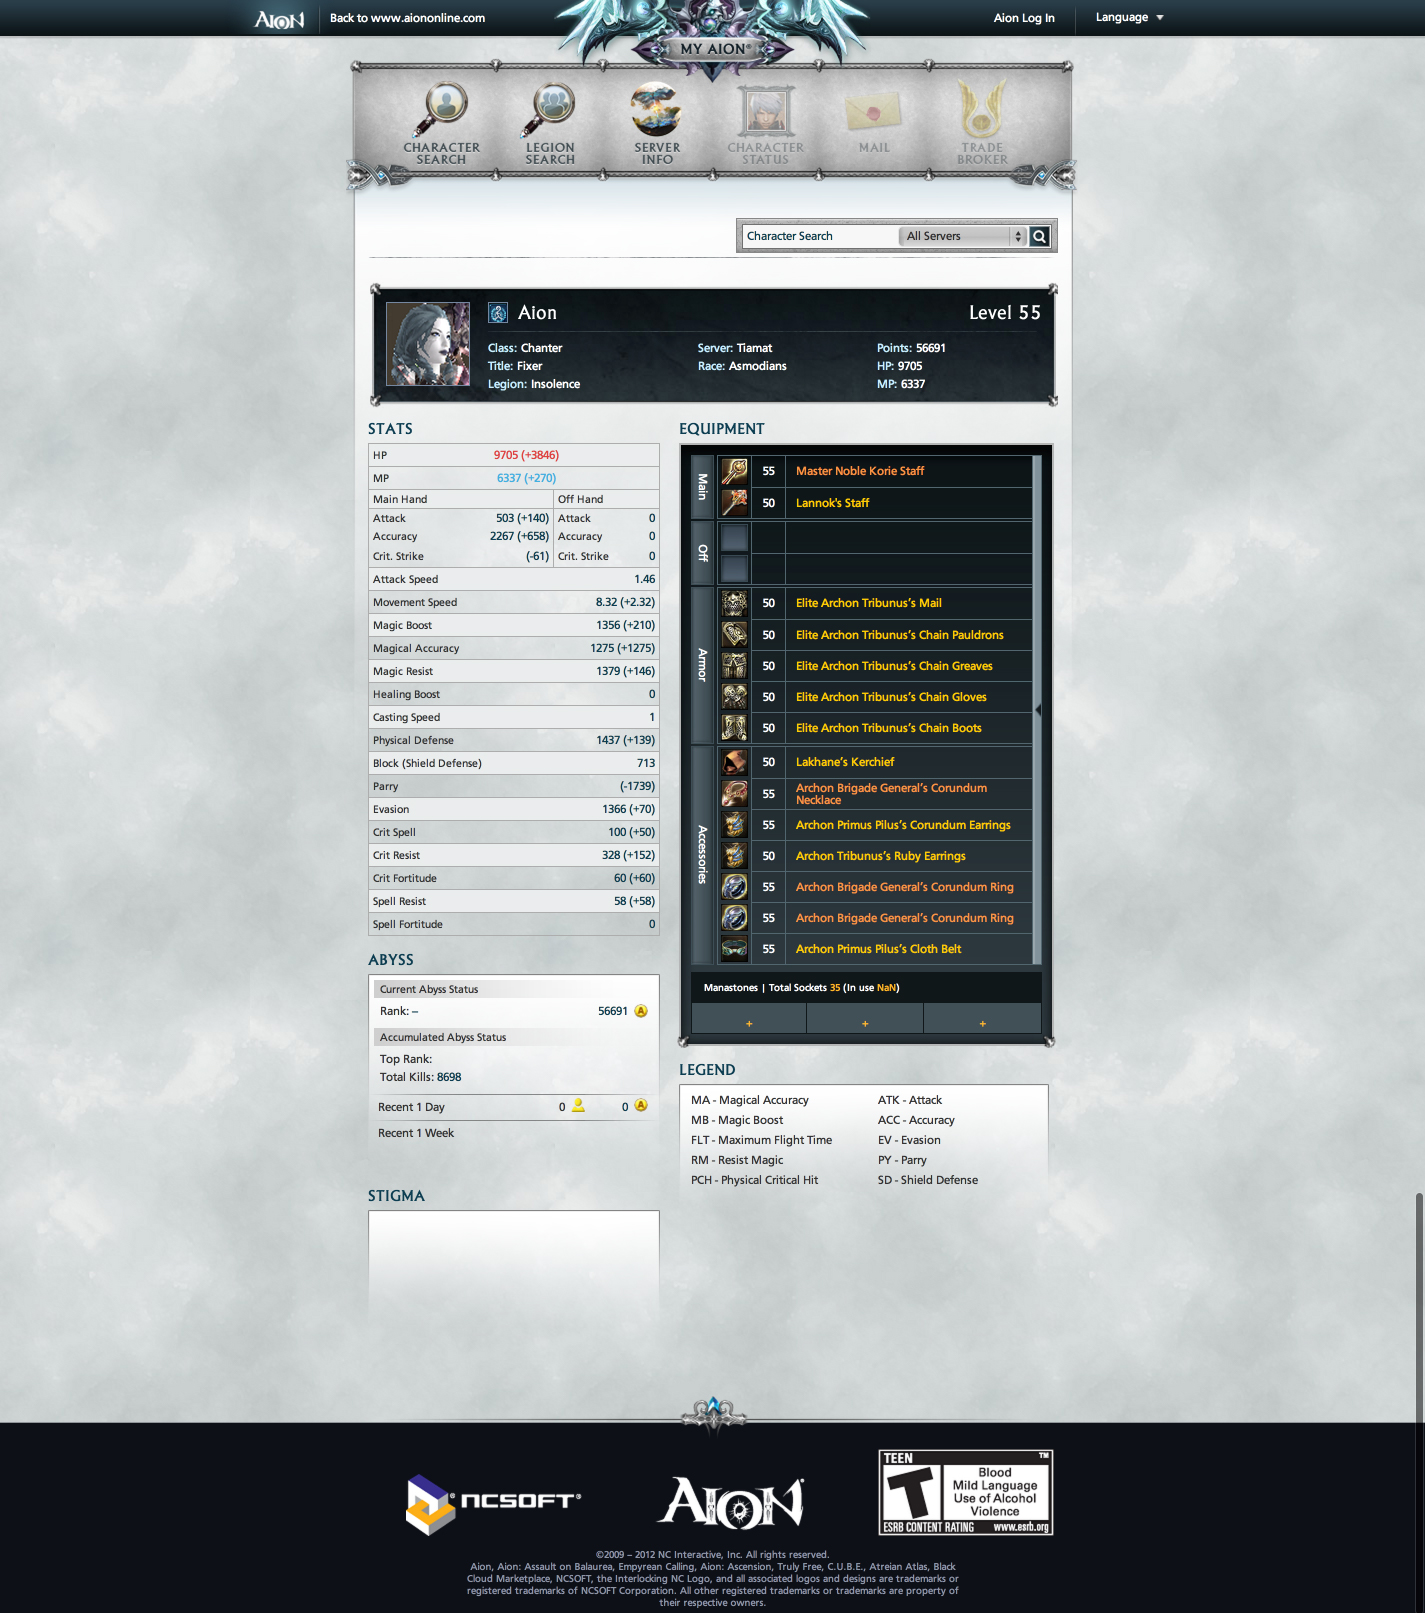 AION
Back to www.aiononline.com
Aion Log In
Language
MY AION®
CHARACTER SEARCH
LEGION SEARCH
SERVER INFO
CHARACTER STATUS
MAIL
TRADE BROKER
Character Search
All Servers
Aion
Level 55
Class: Chanter
Server: Tiamat
Points: 56691
Title: Fixer
Race: Asmodians
HP: 9705
Legion: Insolence
MP: 6337
STATS
HP 9705 (+3846)
MP 6337 (+270)
Main Hand Off Hand
Attack 503 (+140) Attack 0
Accuracy 2267 (+658) Accuracy 0
Crit. Strike (-61) Crit. Strike 0
Attack Speed 1.46
Movement Speed 8.32 (+2.32)
Magic Boost 1356 (+210)
Magical Accuracy 1275 (+1275)
Magic Resist 1379 (+146)
Healing Boost 0
Casting Speed 1
Physical Defense 1437 (+139)
Block (Shield Defense) 713
Parry (-1739)
Evasion 1366 (+70)
Crit Spell 100 (+50)
Crit Resist 328 (+152)
Crit Fortitude 60 (+60)
Spell Resist 58 (+58)
Spell Fortitude 0
ABYSS
Current Abyss Status
Rank: – 56691 A
Accumulated Abyss Status
Top Rank:
Total Kills: 8698
Recent 1 Day 0 0 A
Recent 1 Week
STIGMA
EQUIPMENT
Main
55 Master Noble Korie Staff
50 Lannok's Staff
Off
Armor
50 Elite Archon Tribunus's Mail
50 Elite Archon Tribunus's Chain Pauldrons
50 Elite Archon Tribunus's Chain Greaves
50 Elite Archon Tribunus's Chain Gloves
50 Elite Archon Tribunus's Chain Boots
Accessories
50 Lakhane's Kerchief
55 Archon Brigade General's Corundum
Necklace
55 Archon Primus Pilus's Corundum Earrings
50 Archon Tribunus's Ruby Earrings
55 Archon Brigade General's Corundum Ring
55 Archon Brigade General's Corundum Ring
55 Archon Primus Pilus's Cloth Belt
Manastones | Total Sockets 35 (In use NaN)
+ + +
LEGEND
MA - Magical Accuracy ATK - Attack
MB - Magic Boost ACC - Accuracy
FLT - Maximum Flight Time EV - Evasion
RM - Resist Magic PY - Parry
PCH - Physical Critical Hit SD - Shield Defense
NCSOFT®
AION®
TEEN ™
T
Blood
Mild Language
Use of Alcohol
Violence
ESRB CONTENT RATING www.esrb.org
©2009 – 2012 NC Interactive, Inc. All rights reserved.
Aion, Aion: Assault on Balaurea, Empyrean Calling, Aion: Ascension, Truly Free, C.U.B.E., Atreian Atlas, Black
Cloud Marketplace, NCSOFT, the Interlocking NC Logo, and all associated logos and designs are trademarks or
registered trademarks of NCSOFT Corporation. All other registered trademarks or trademarks are property of
their respective owners.